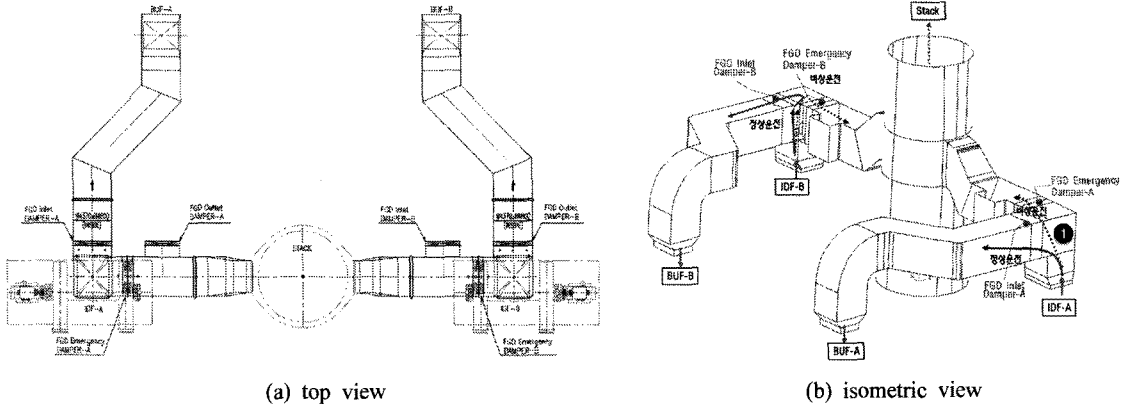 BUF-A
BUF-B
FGD Inlet
DAMPER-A
FGD Outlet
DAMPER-A
FGD Inlet
DAMPER-B
FGD Outlet
DAMPER-B
STACK
IDF-A
IDF-B
FGD Emergency
DAMPER-A
FGD Emergency
DAMPER-B
(a) top view
Stack
FGD Emergency
Damper-B
FGD Inlet
Damper-B
비상운전
정상운전
IDF-B
FGD Emergency
Damper-A
비상운전
1
정상운전
FGD Inlet
Damper-A
IDF-A
BUF-B
BUF-A
(b) isometric view